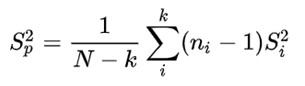 $S_p^2 = \frac{1}{N-k} \sum_{i}^{k} (n_i - 1) S_i^2$